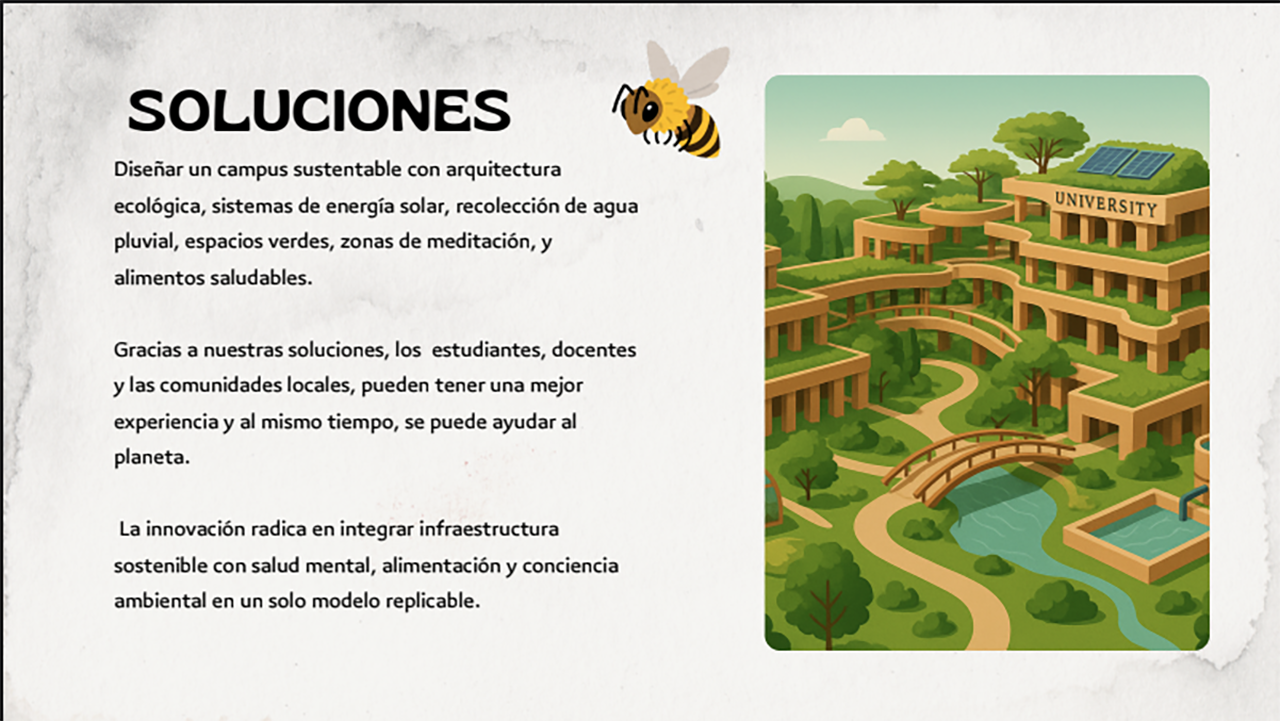 SOLUCIONES
Diseñar un campus sustentable con arquitectura
ecológica, sistemas de energía solar, recolección de agua
pluvial, espacios verdes, zonas de meditación, y
alimentos saludables.
Gracias a nuestras soluciones, los  estudiantes, docentes
y las comunidades locales, pueden tener una mejor
experiencia y al mismo tiempo, se puede ayudar al
planeta.
La innovación radica en integrar infraestructura
sostenible con salud mental, alimentación y conciencia
ambiental en un solo modelo replicable.
UNIVERSITY